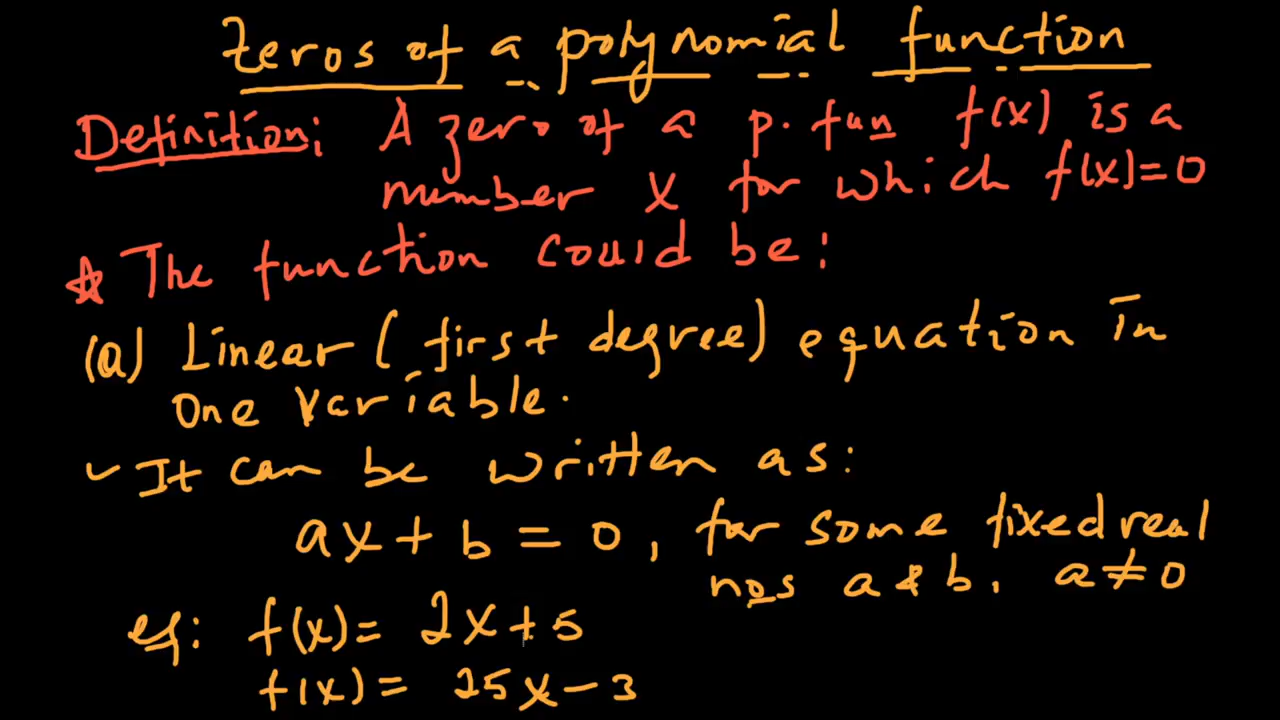 Zeros of a polynomial function
Definition: A zero of a p. fun f(x) is a
number x for which f(x)=0
☆ The function could be:
(a) Linear (first degree) equation in
One variable.
✓ It can be written as:
ax + b = 0, for some fixed real
nos a & b, a≠0
eg: f(x) = 2x+5
f(x) = 25x-3